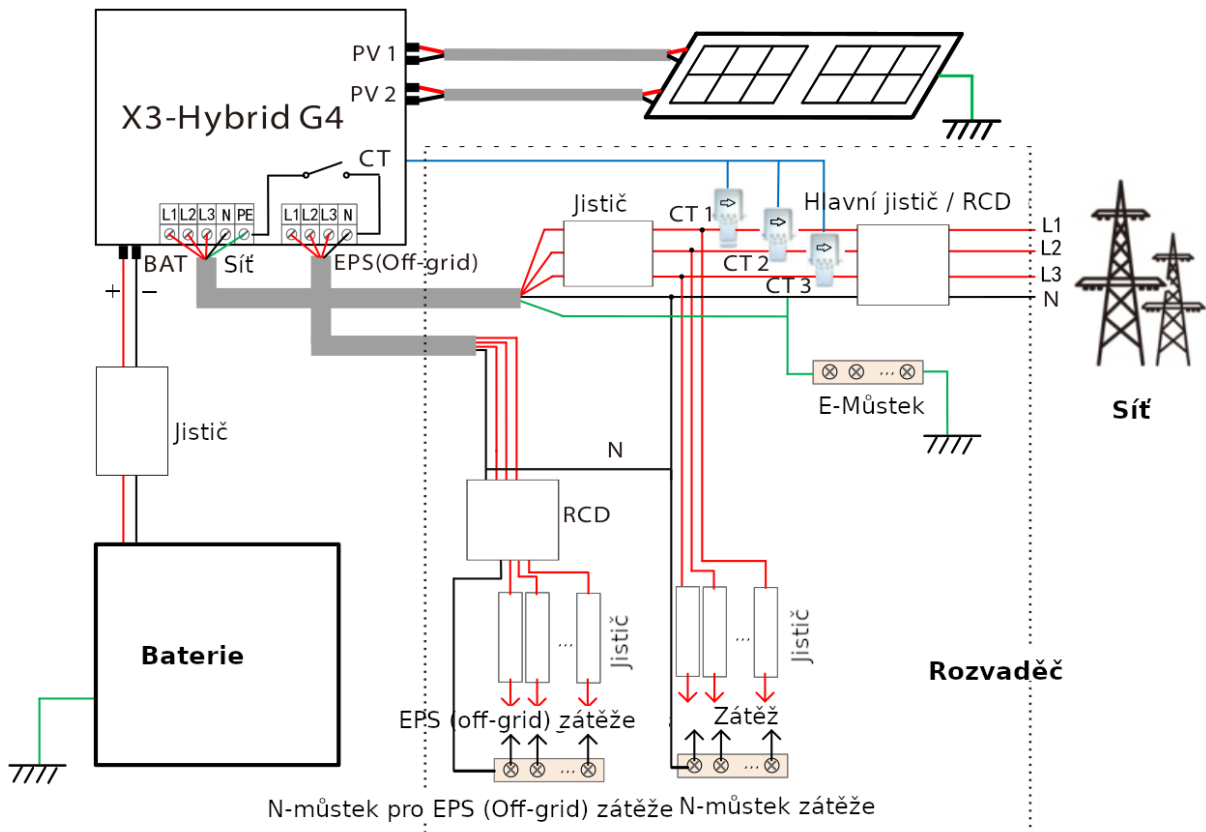 PV 1
PV 2
X3-Hybrid G4
CT
L1 L2 L3 N PE
L1 L2 L3 N
BAT
Síť
EPS(Off-grid)
+ −
Jistič
CT 1
CT 2
CT 3
Hlavní jistič / RCD
L1
L2
L3
N
...
E-Můstek
Síť
Jistič
N
RCD
Baterie
...
Jistič
...
Jistič
Rozvaděč
EPS (off-grid) zátěže
Zátěž
...
...
N-můstek pro EPS (Off-grid) zátěže
N-můstek zátěže